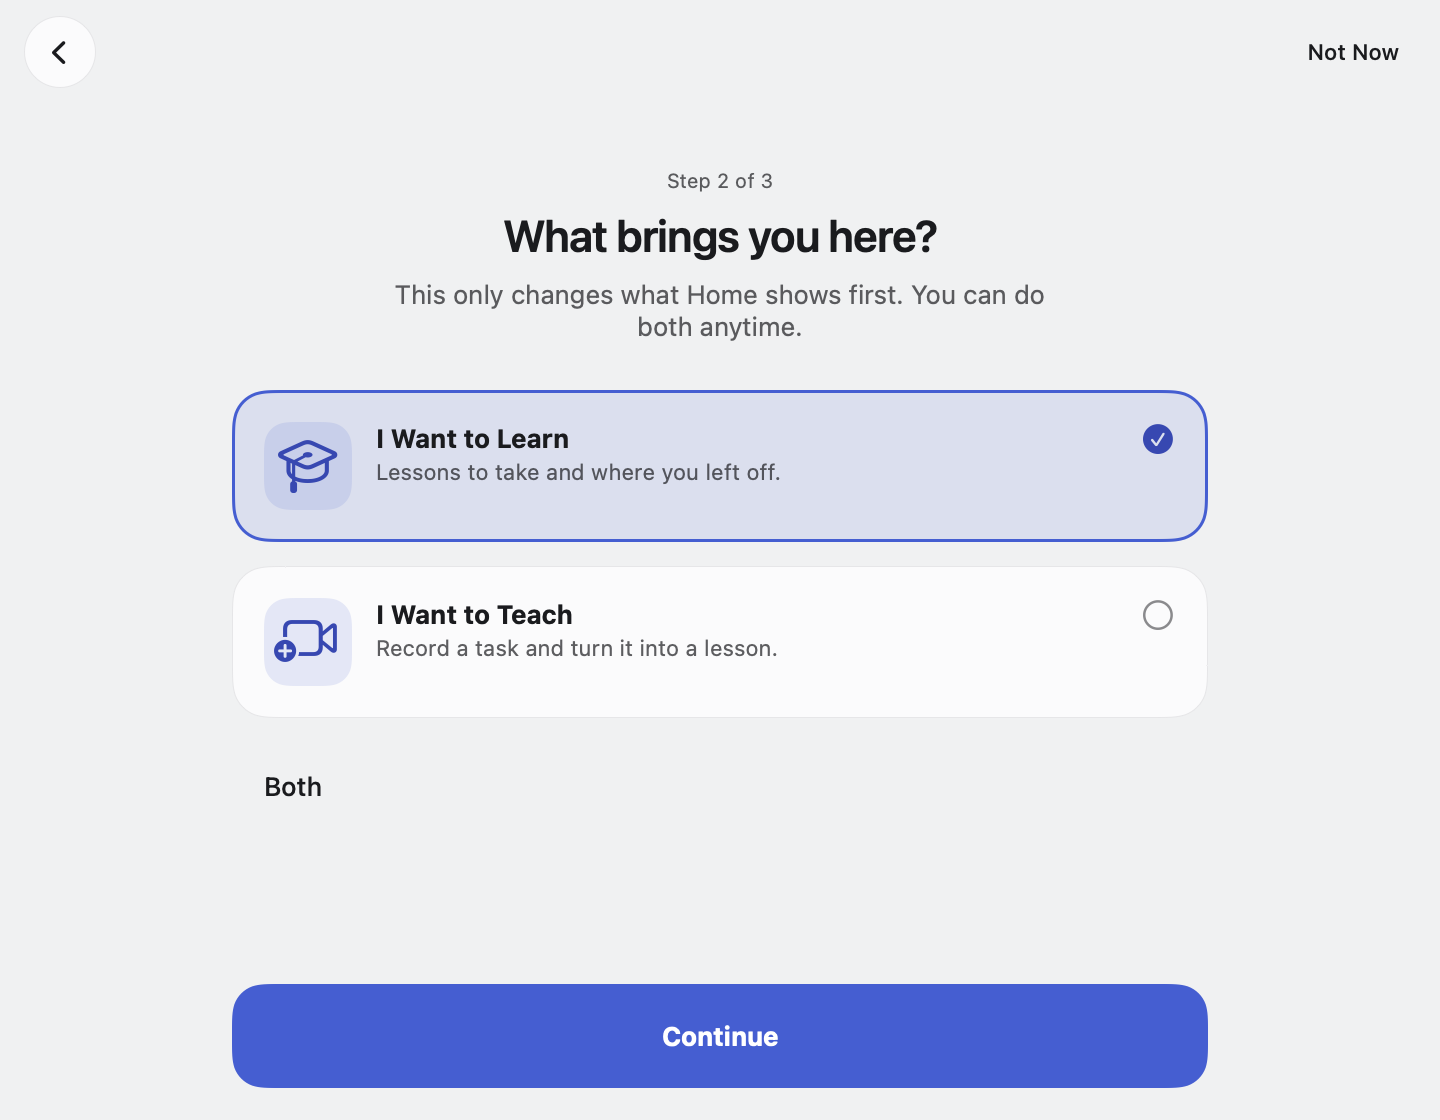 Not Now
Step 2 of 3
What brings you here?
This only changes what Home shows first. You can do
both anytime.
I Want to Learn
Lessons to take and where you left off.
I Want to Teach
Record a task and turn it into a lesson.
Both
Continue